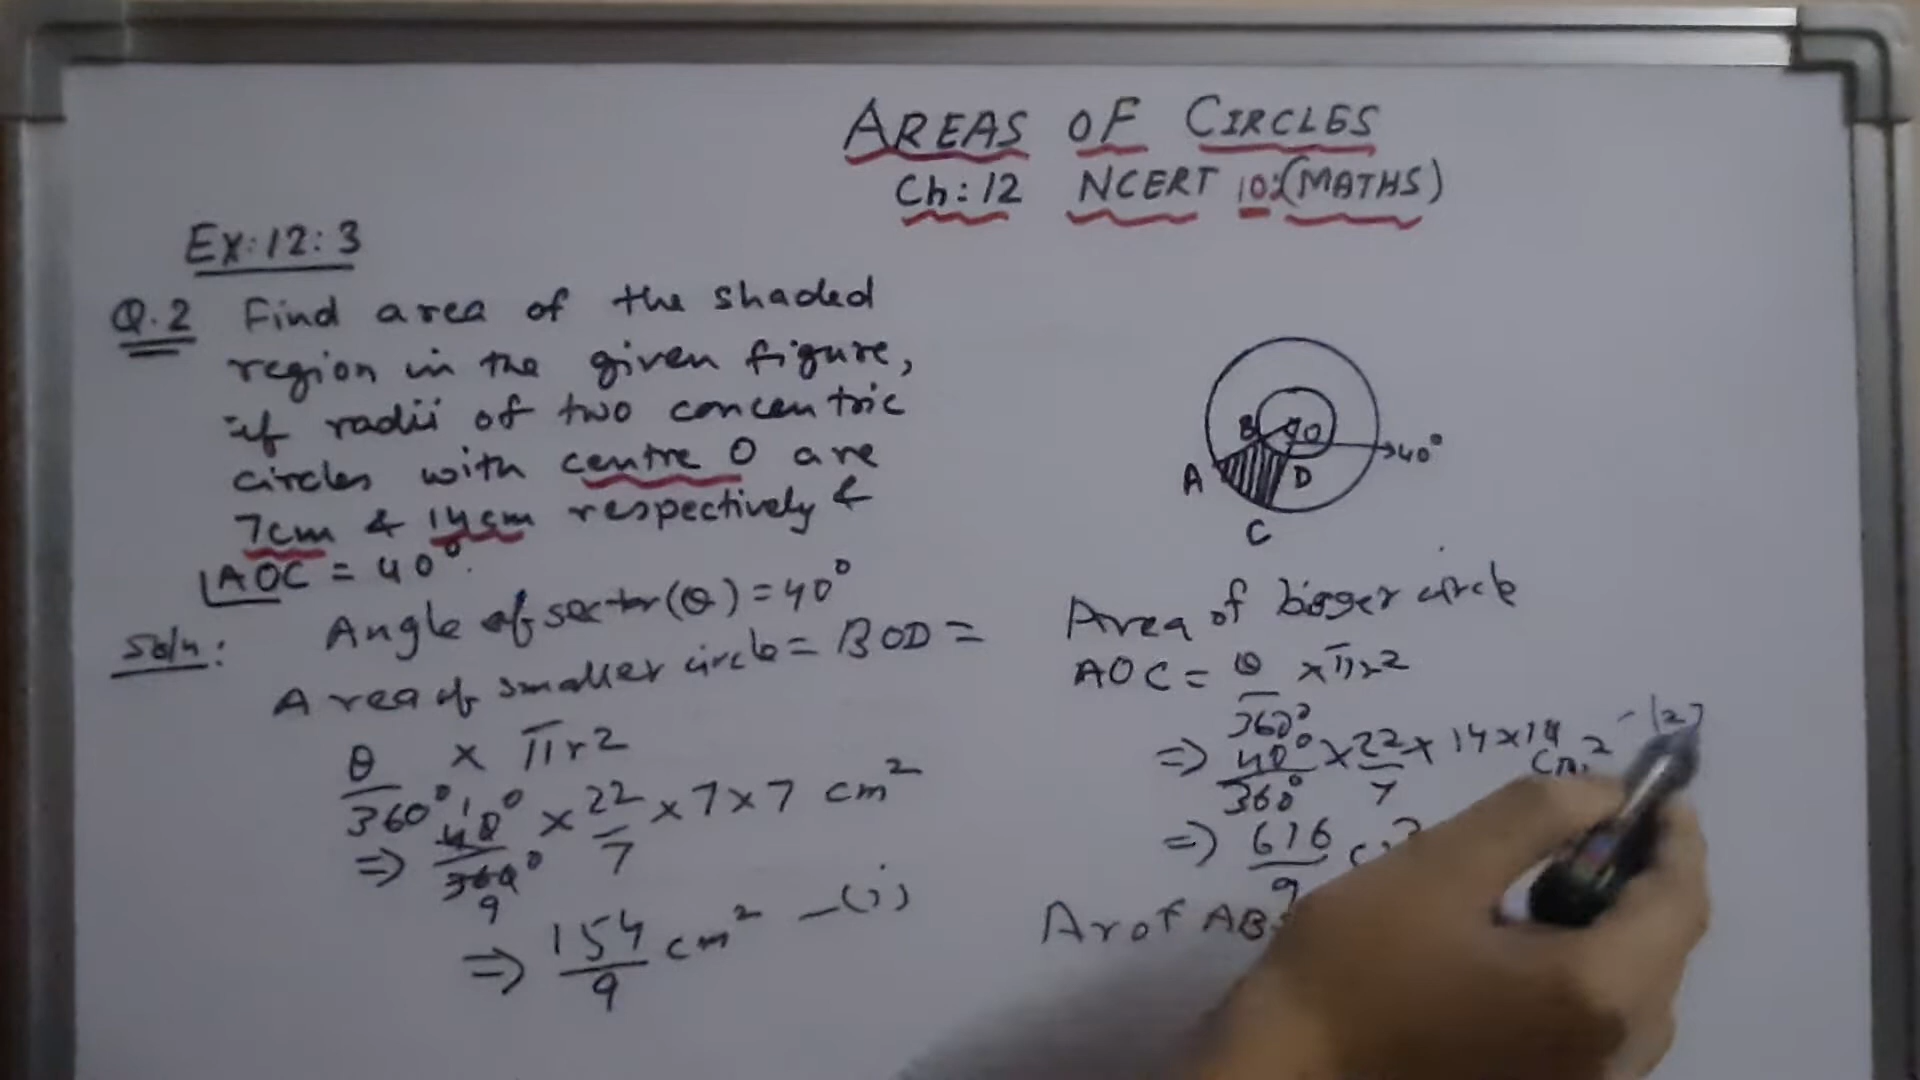 AREAS OF CIRCLES
Ch:12 NCERT 10:(MATHS)
Ex:12:3
Q.2 Find area of the shaded
region in the given figure,
if radii of two concentric
circles with centre O are
7cm & 14cm respectively &
∠AOC = 40°.
Soln: Angle of sector(θ) = 40°
Area of smaller circle = BOD =
θ/360° × πr2
⇒ 40°/360° 1/9 × 22/7 × 7 × 7 cm²
⇒ 154/9 cm² —(i)
B O 40°
A D
C
Area of bigger circle
AOC = θ/360° × πr2
⇒ 40°/360° × 22/7 × 14 × 14 cm² -(2)
⇒ 616/9
Ar of AB